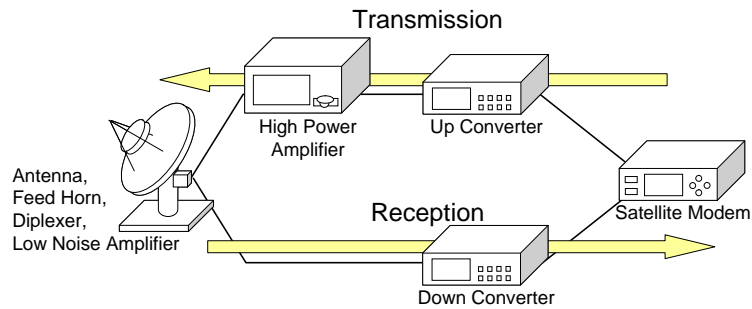 Transmission
High Power
Amplifier
Up Converter
Antenna,
Feed Horn,
Diplexer,
Low Noise Amplifier
Satellite Modem
Reception
Down Converter